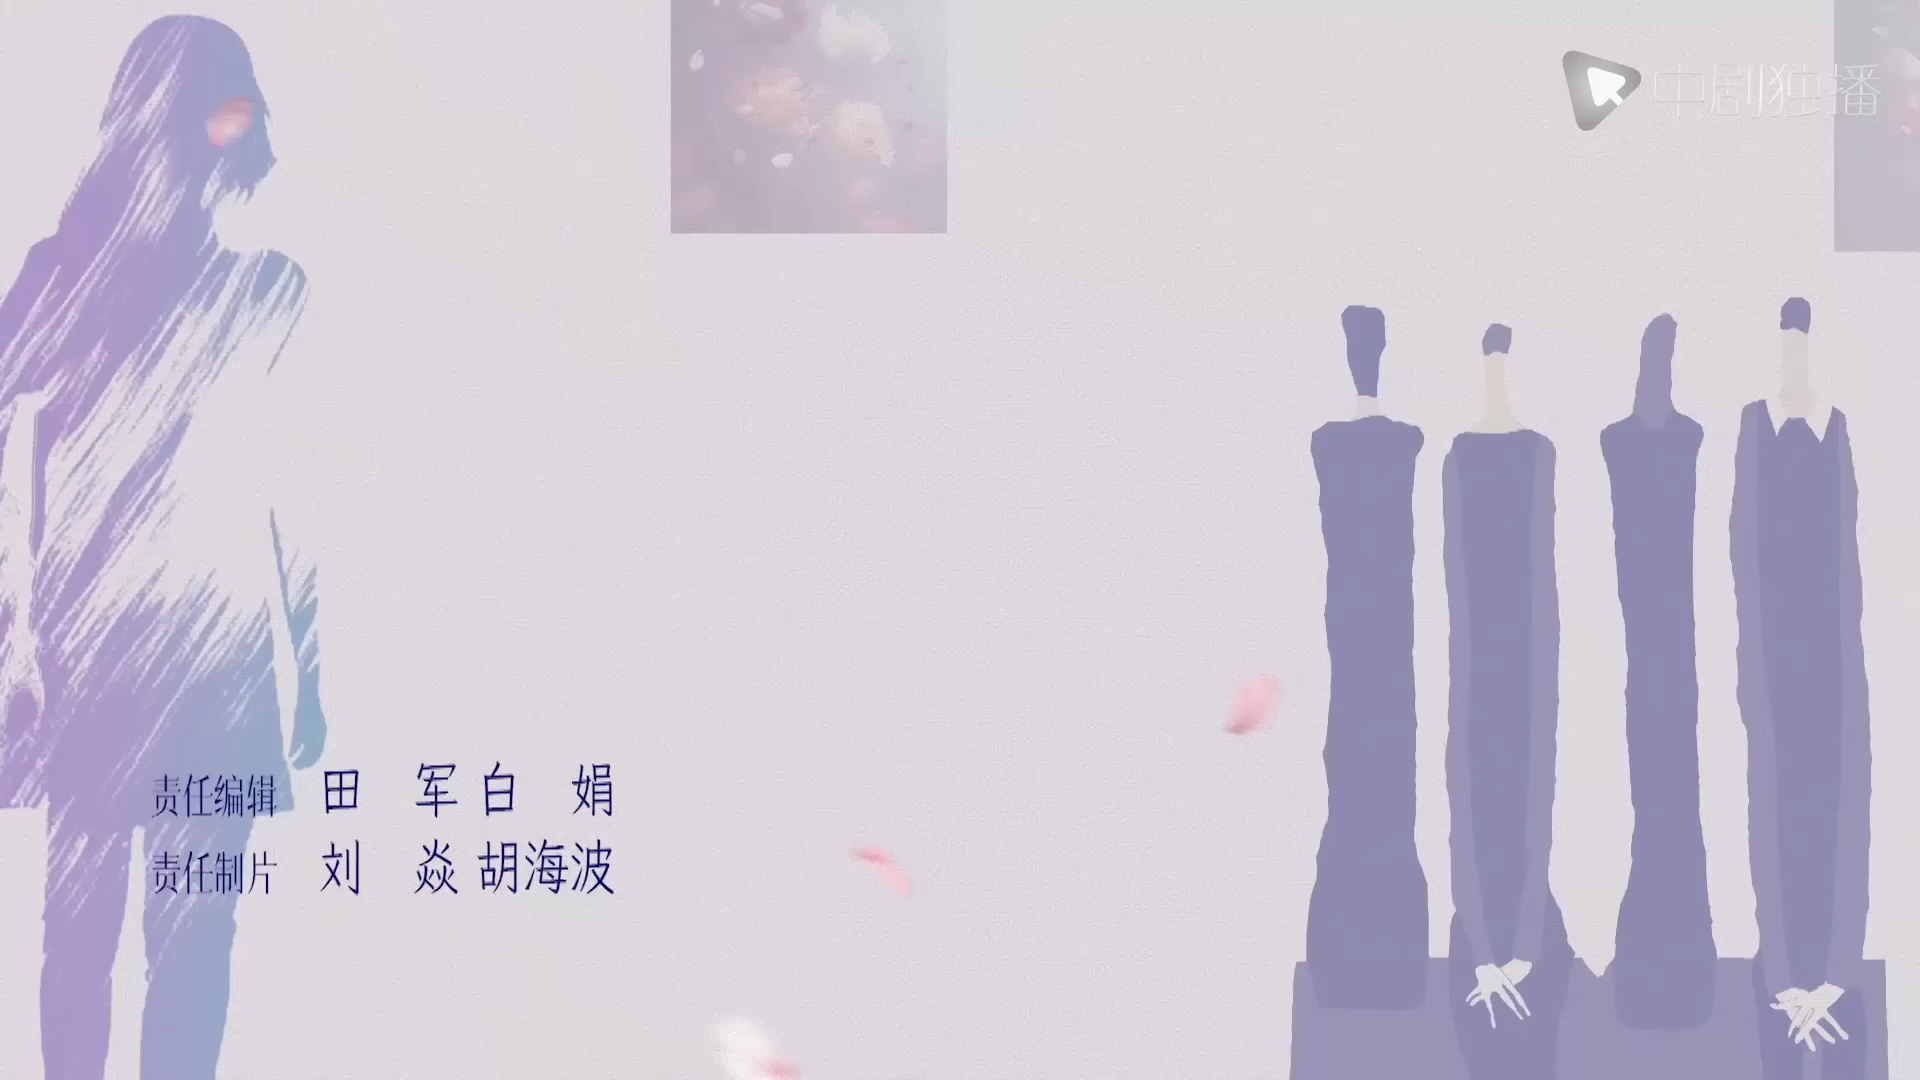 中剧独播
责任编辑 田 军 白 娟
责任制片 刘 焱 胡海波